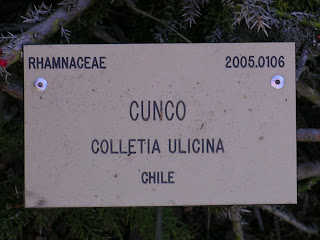 RHAMNACEAE 2005.0106
CUNCO
COLLETIA ULICINA
CHILE